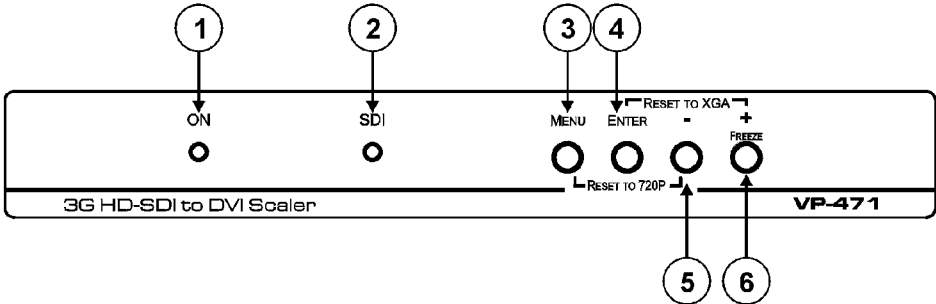 1 2 3 4
RESET TO XGA
ON SDI MENU ENTER - +
FREEZE
RESET TO 720P
3G HD-SDI to DVI Scaler VP-471
5 6